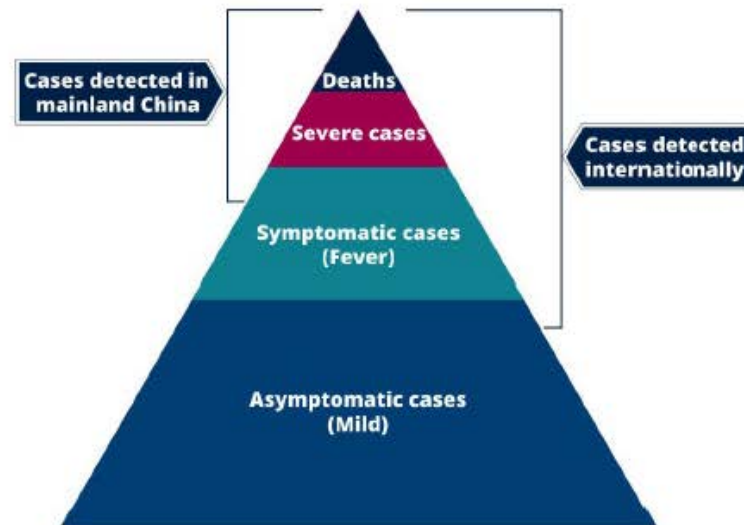 Deaths
Cases detected in
mainland China
Severe cases
Cases detected
internationally
Symptomatic cases
(Fever)
Asymptomatic cases
(Mild)